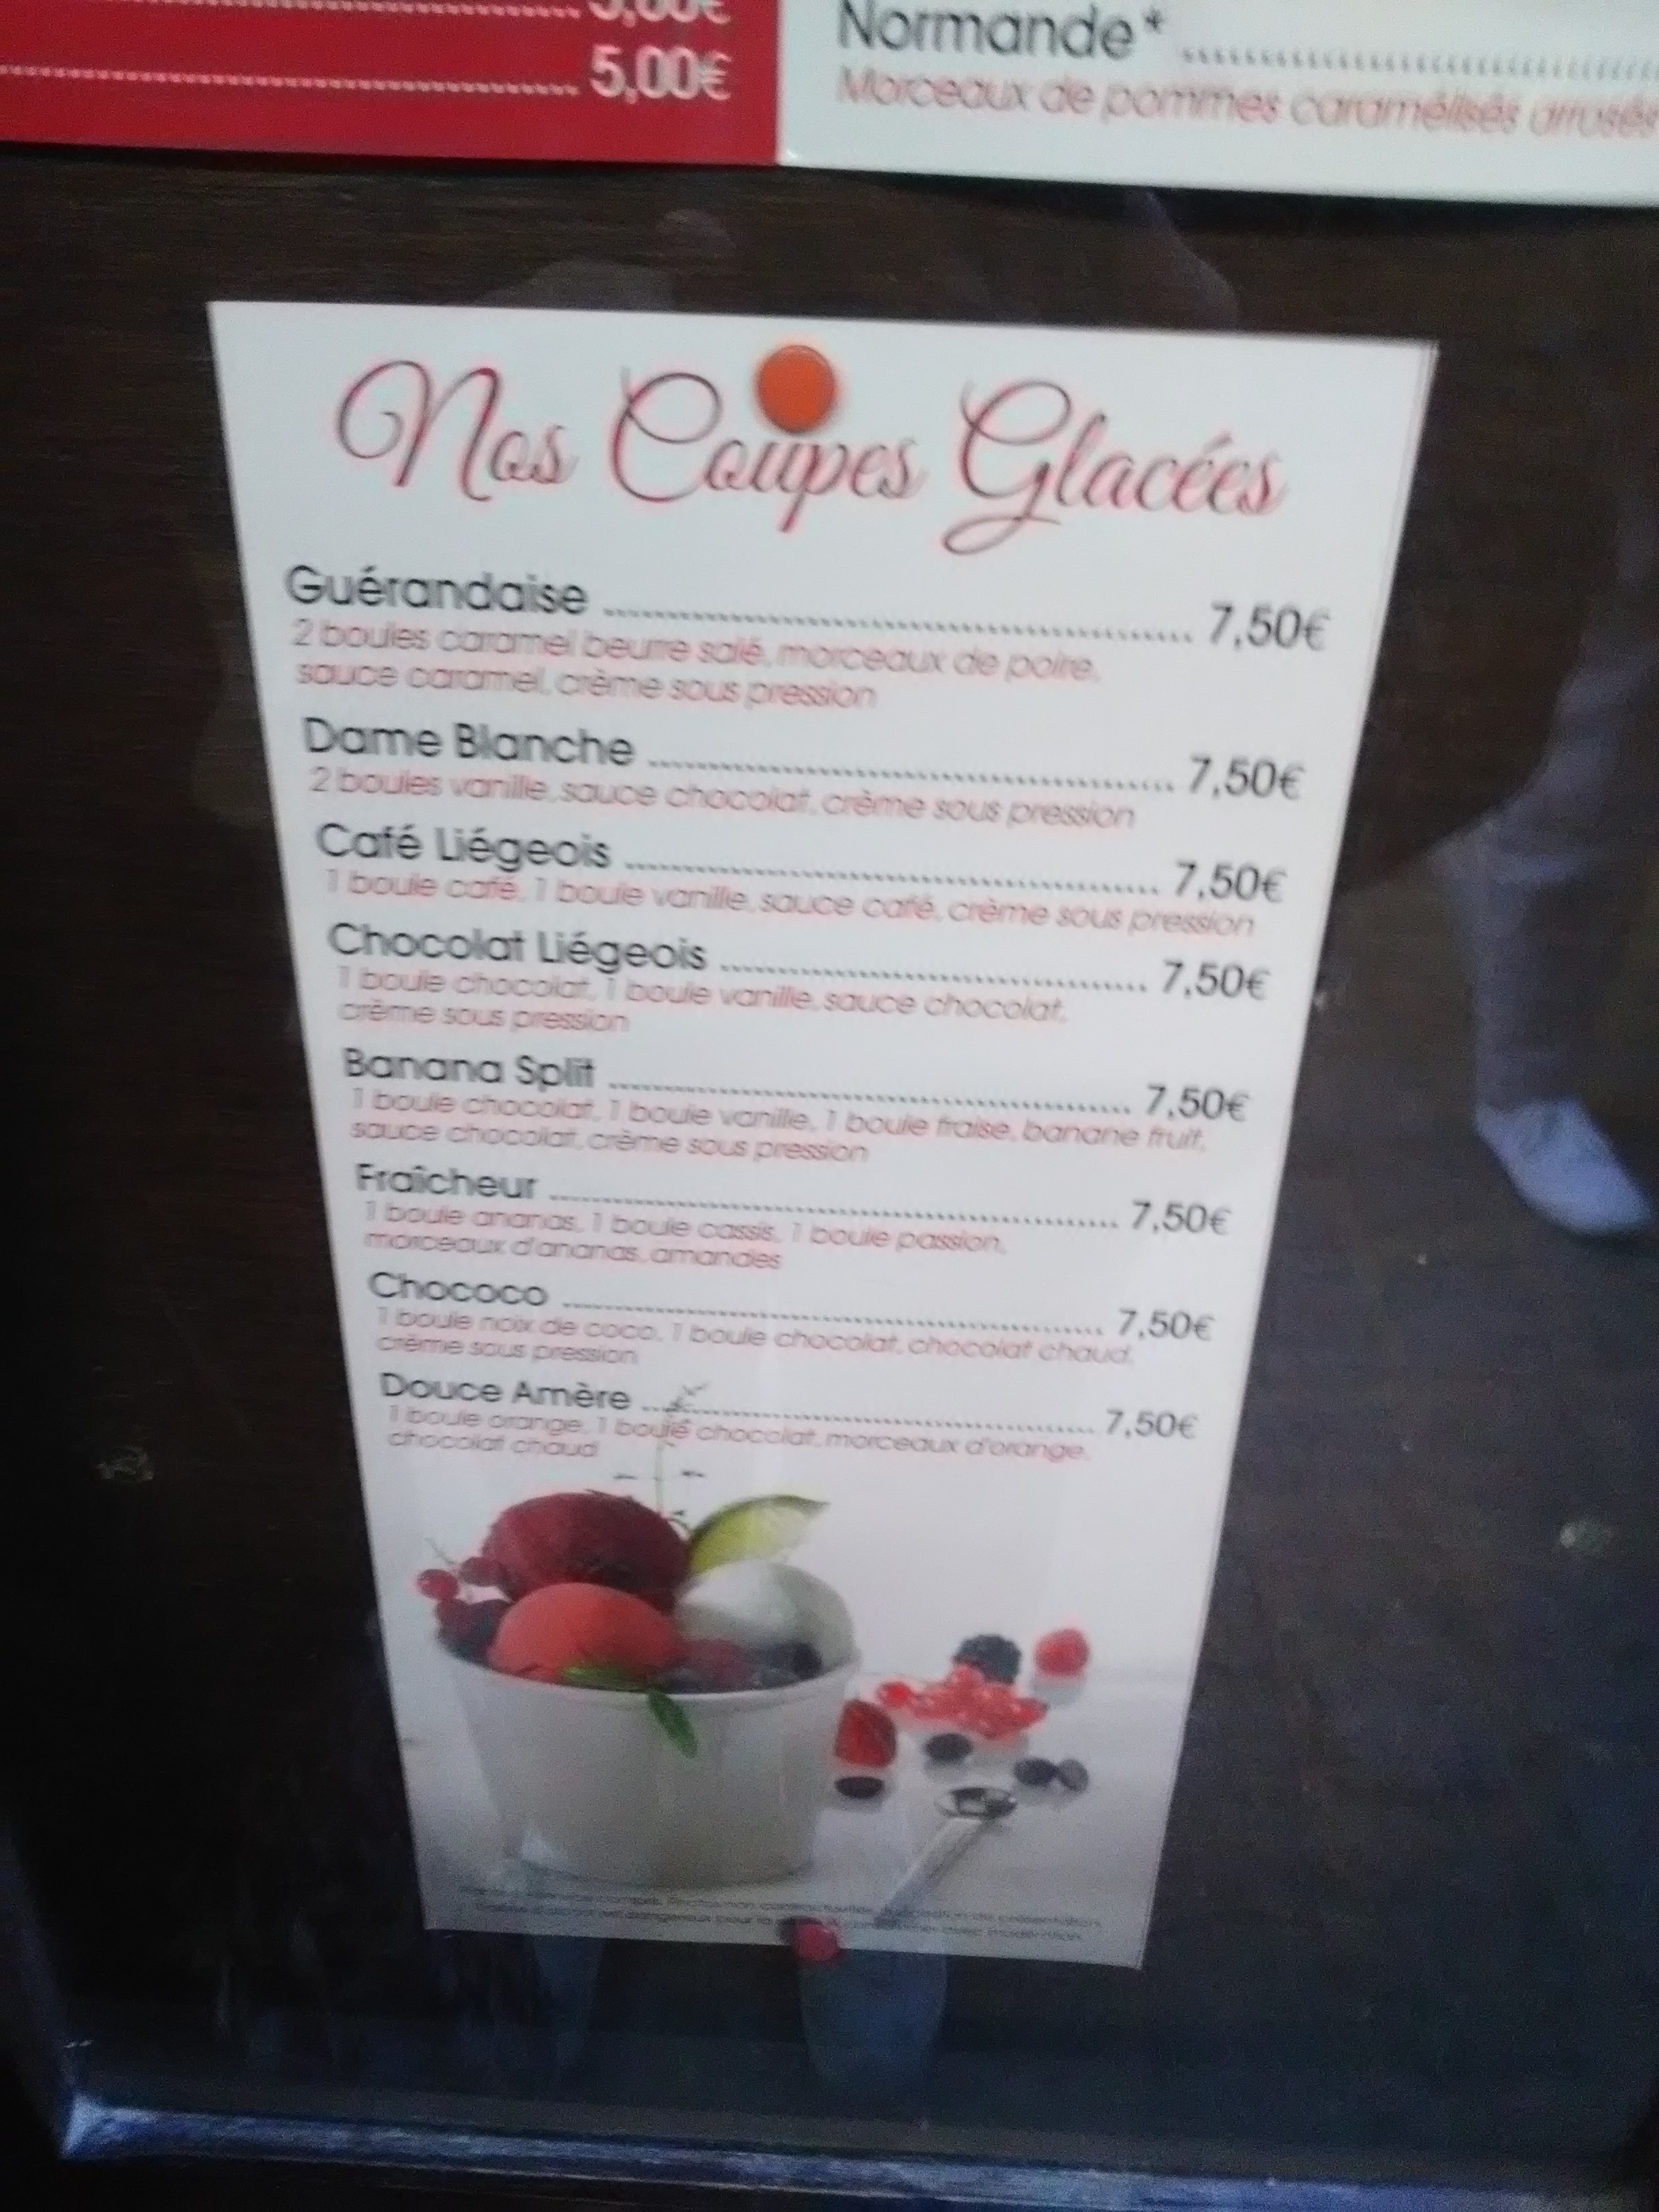 5,00€
Normande* ..........
Morceaux de pommes caramélisés arrosés
Nos Coupes Glacées
Guérandaise .......... 7,50€
2 boules caramel beurre salé, morceaux de poire,
sauce caramel, crème sous pression
Dame Blanche .......... 7,50€
2 boules vanille, sauce chocolat, crème sous pression
Café Liégeois .......... 7,50€
1 boule café, 1 boule vanille, sauce café, crème sous pression
Chocolat Liégeois .......... 7,50€
1 boule chocolat, 1 boule vanille, sauce chocolat,
crème sous pression
Banana Split .......... 7,50€
1 boule chocolat, 1 boule vanille, 1 boule fraise, banane fruit,
sauce chocolat, crème sous pression
Fraîcheur .......... 7,50€
1 boule ananas, 1 boule cassis, 1 boule passion,
morceaux d'ananas, amandes
Chococo .......... 7,50€
1 boule noix de coco, 1 boule chocolat, chocolat chaud,
crème sous pression
Douce Amère .......... 7,50€
1 boule orange, 1 boule chocolat, morceaux d'orange,
chocolat chaud